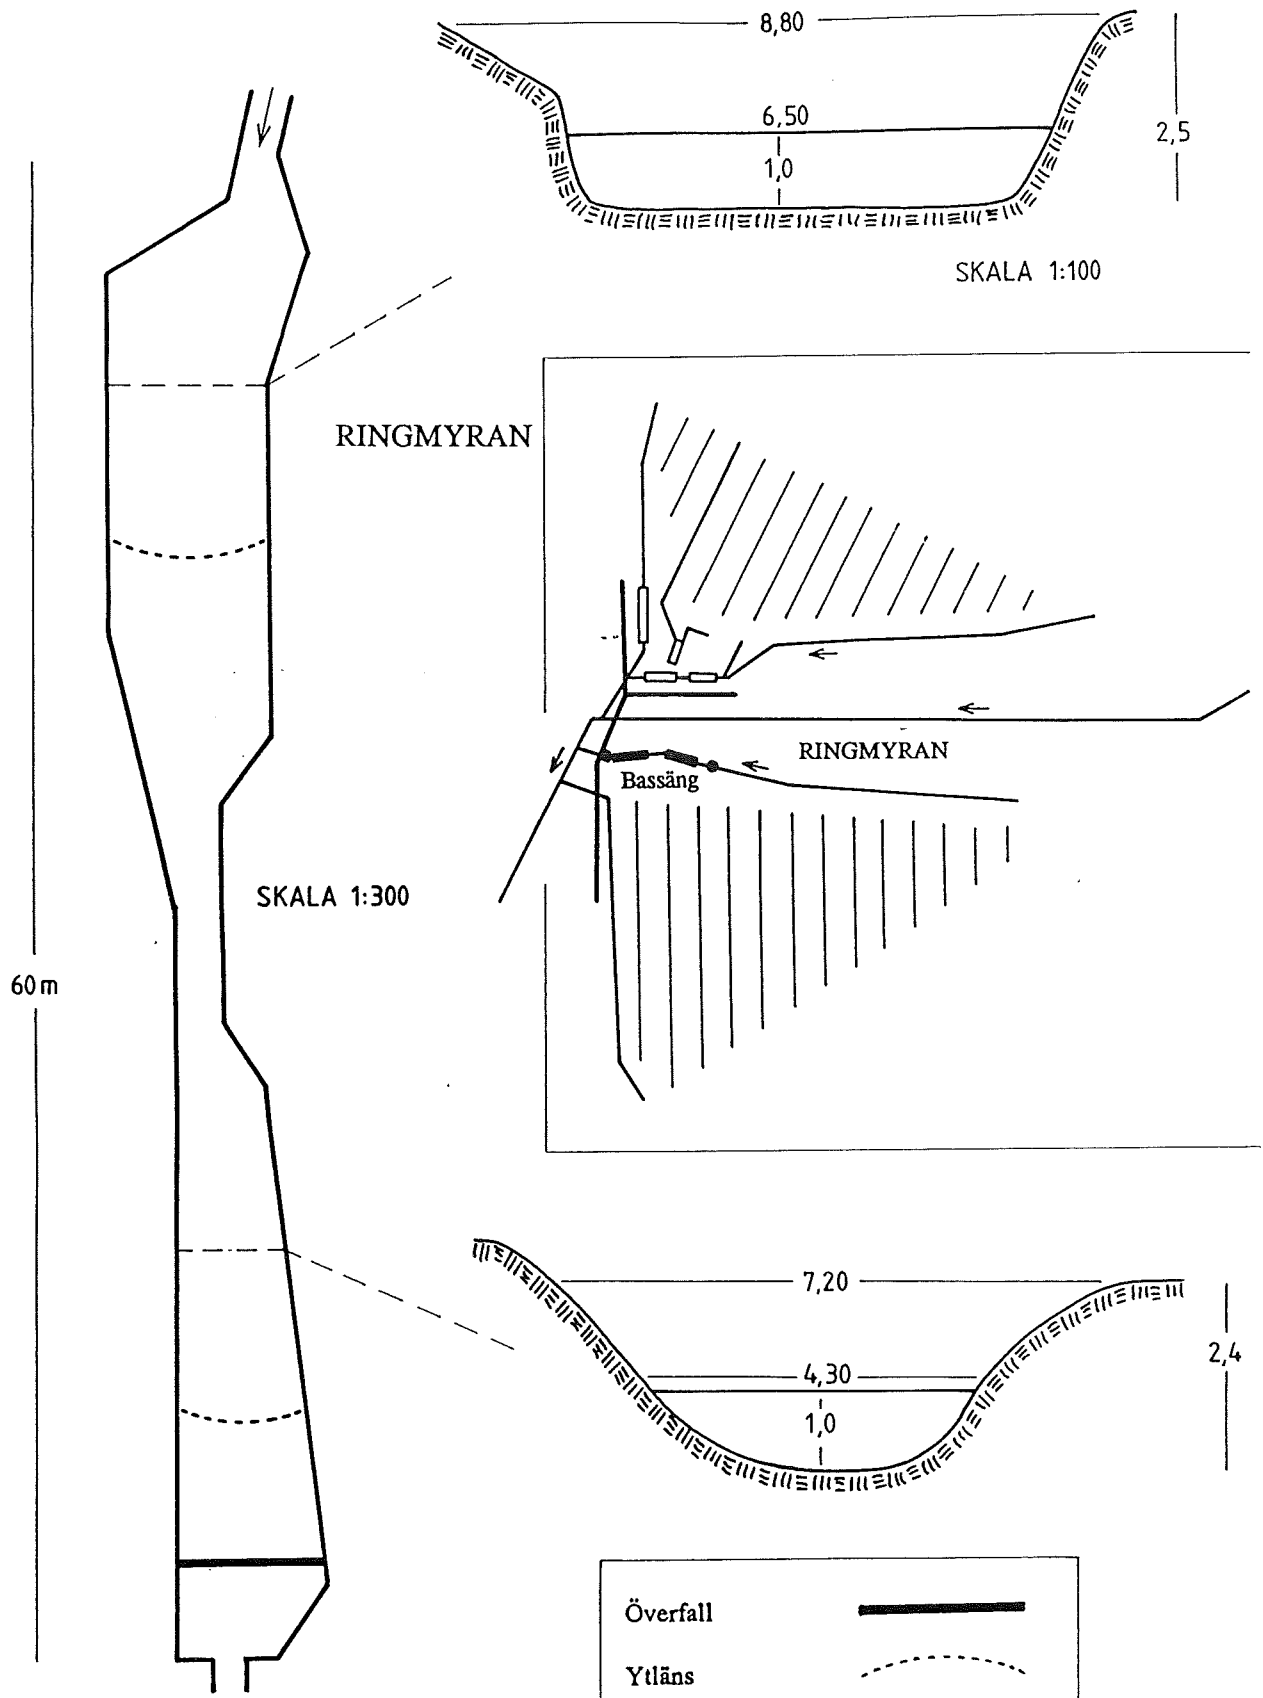 8,80
6,50
2,5
1,0
SKALA 1:100
RINGMYRAN
RINGMYRAN
Bassäng
SKALA 1:300
60 m
7,20
2,4
4,30
1,0
Överfall
Ytläns